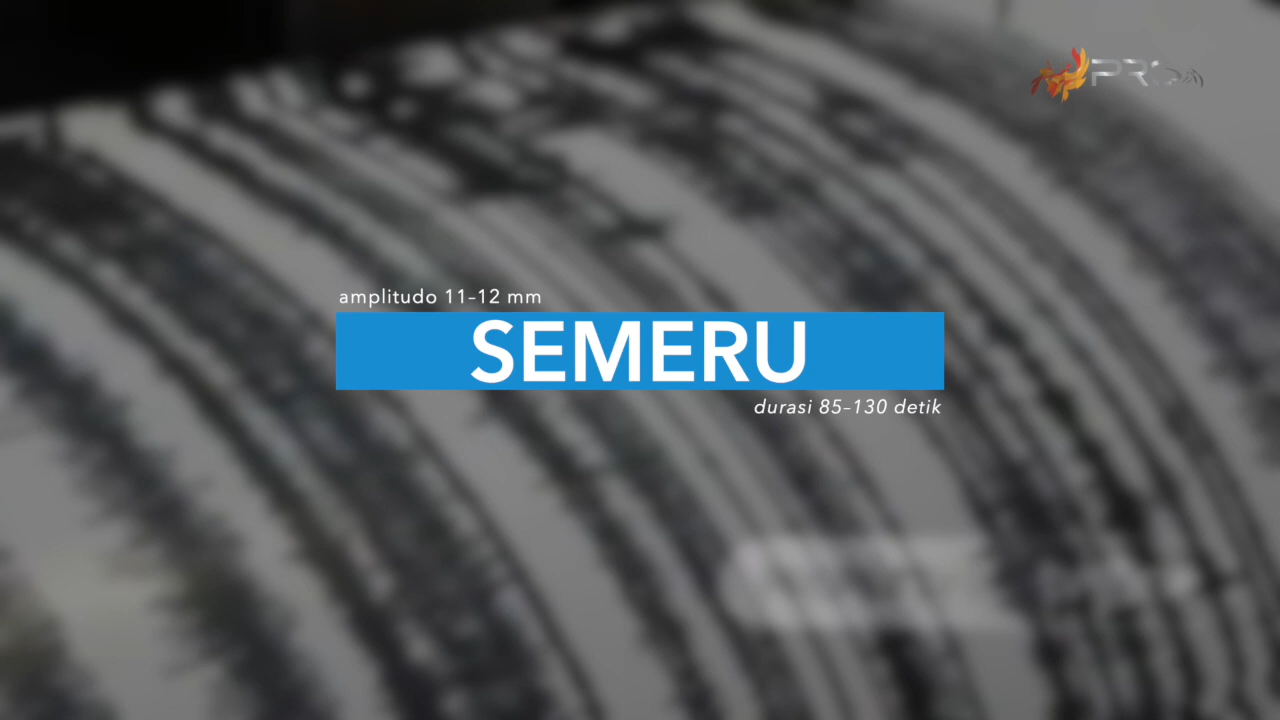 amplitudo 11–12 mm
SEMERU
durasi 85–130 detik